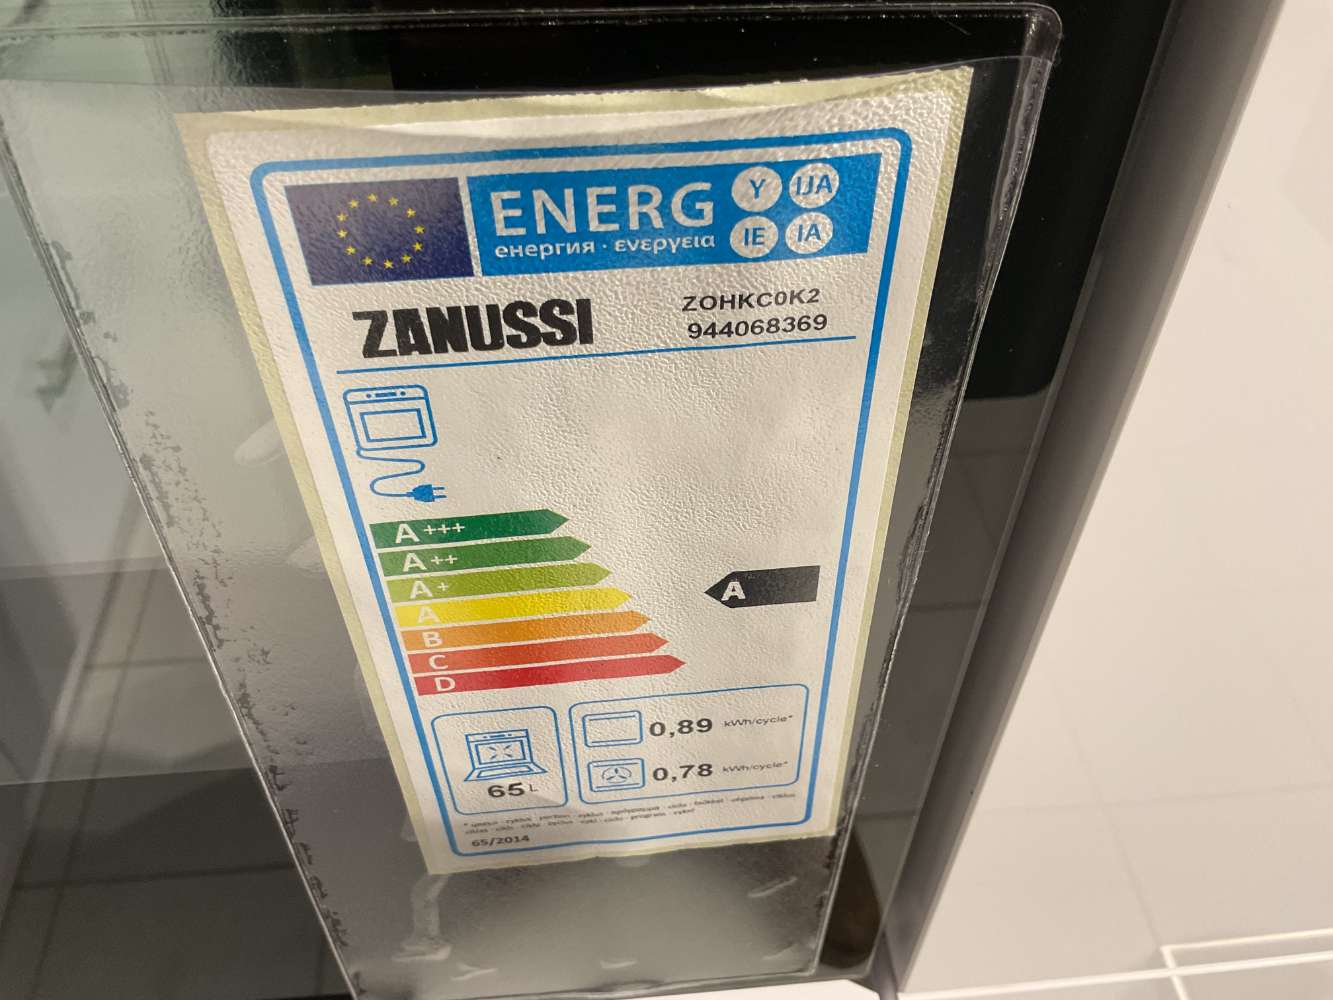 ENERG
енергия · ενεργεια
Y IJA
IE IA
ZANUSSI
ZOHKC0K2
944068369
A+++
A++
A+
A
B
C
D
A
65 L
0,89 kWh/cycle*
0,78 kWh/cycle*
65/2014